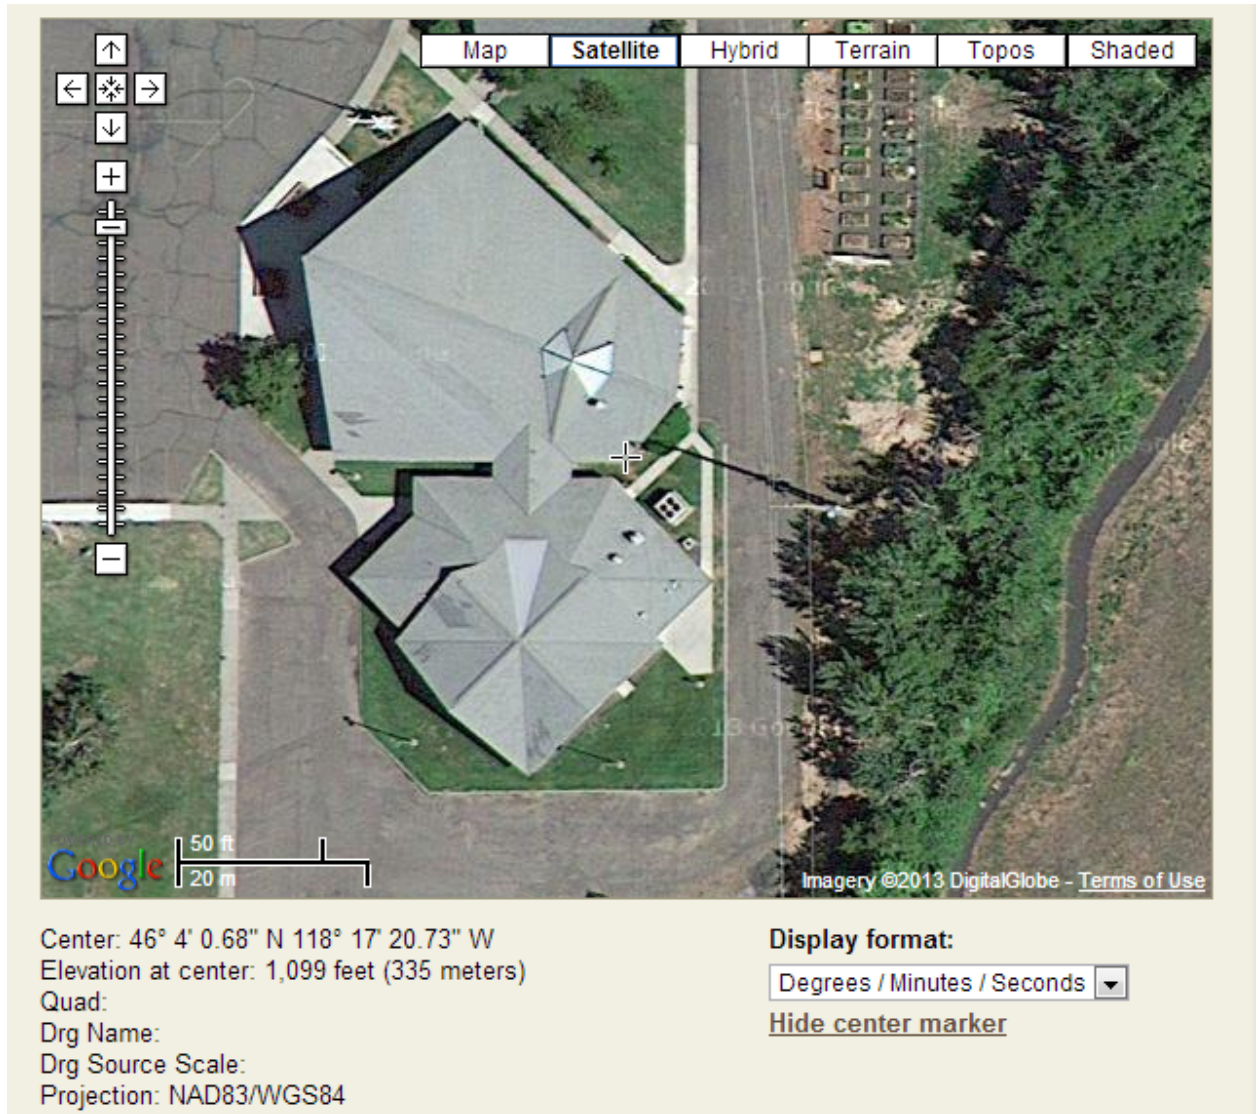 Map Satellite Hybrid Terrain Topos Shaded
Google
50 ft
20 m
Imagery ©2013 DigitalGlobe - Terms of Use
Center: 46° 4' 0.68" N 118° 17' 20.73" W
Elevation at center: 1,099 feet (335 meters)
Quad:
Drg Name:
Drg Source Scale:
Projection: NAD83/WGS84
Display format:
Degrees / Minutes / Seconds
Hide center marker